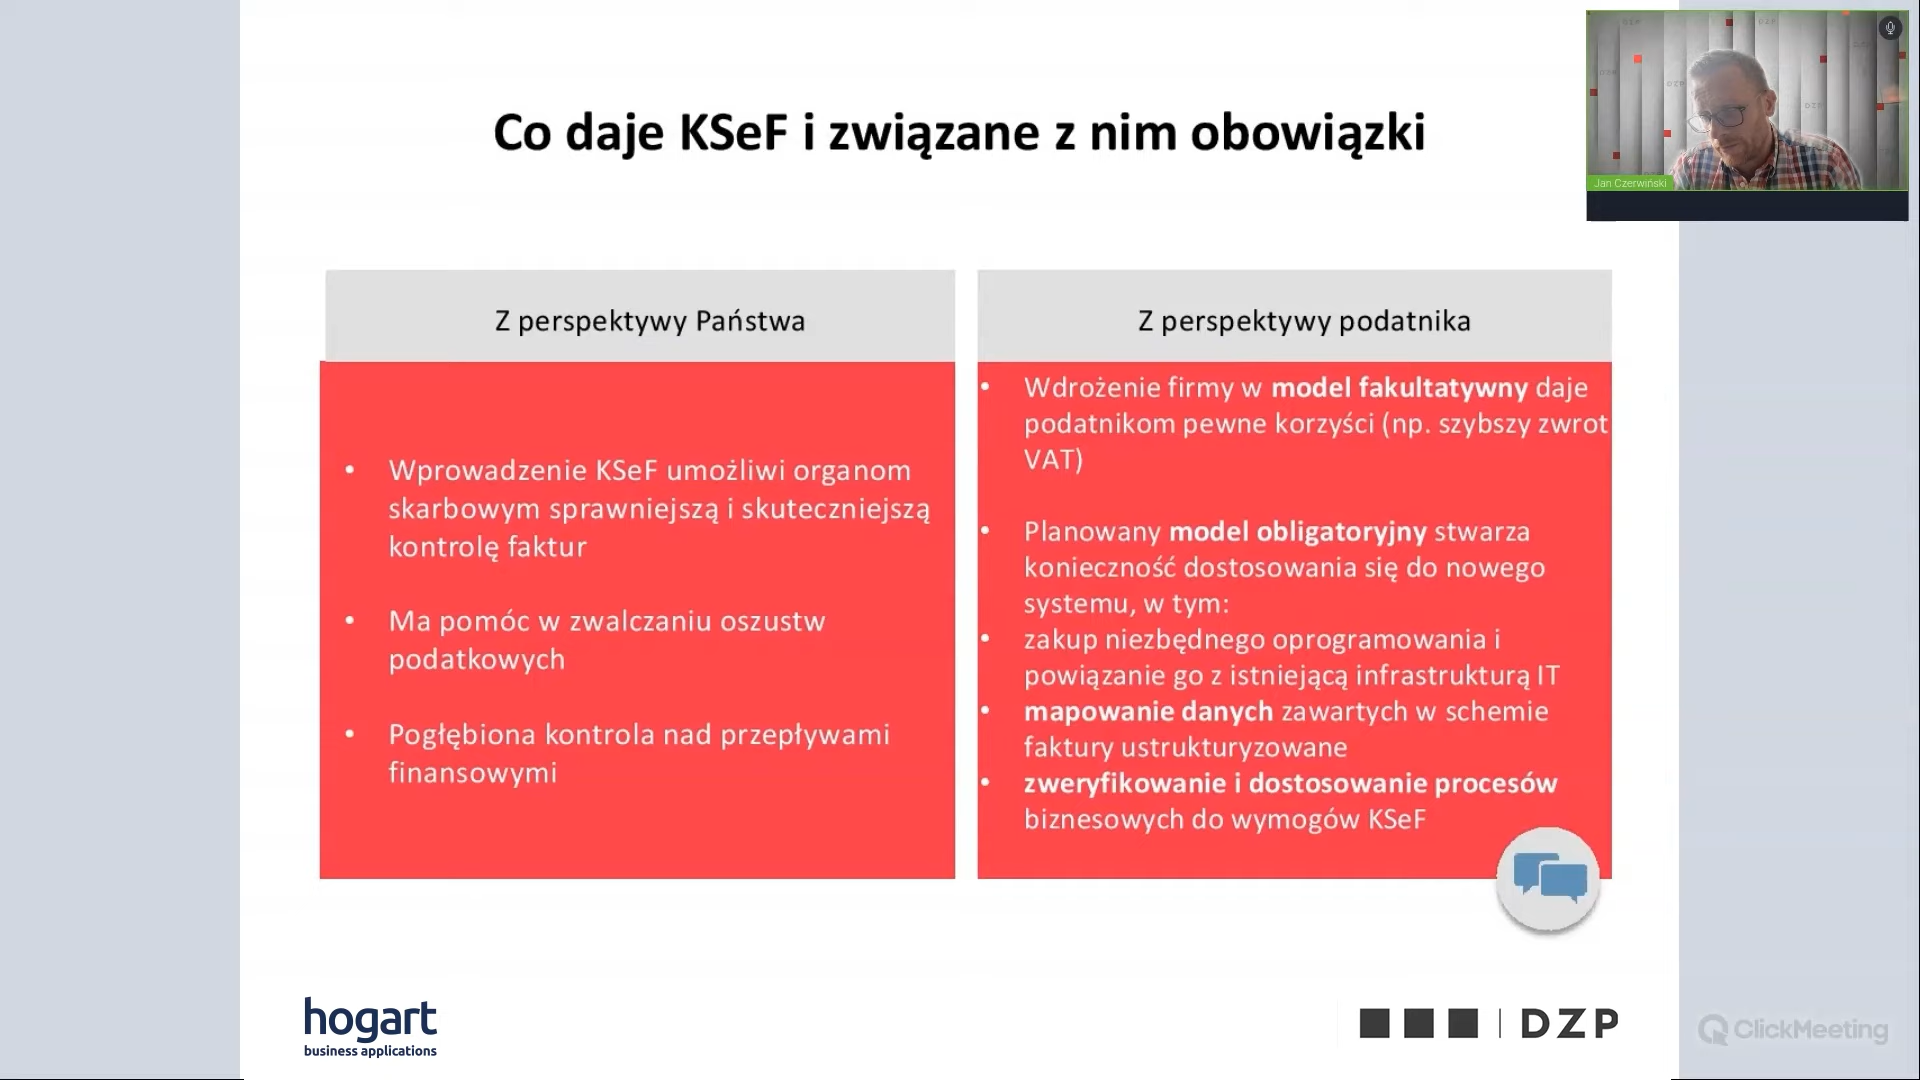 Co daje KSeF i związane z nim obowiązki
Jan Czerwiński
Z perspektywy Państwa
• Wprowadzenie KSeF umożliwi organom
skarbowym sprawniejszą i skuteczniejszą
kontrolę faktur
• Ma pomóc w zwalczaniu oszustw
podatkowych
• Pogłębiona kontrola nad przepływami
finansowymi
Z perspektywy podatnika
• Wdrożenie firmy w model fakultatywny daje
podatnikom pewne korzyści (np. szybszy zwrot
VAT)
• Planowany model obligatoryjny stwarza
konieczność dostosowania się do nowego
systemu, w tym:
• zakup niezbędnego oprogramowania i
powiązanie go z istniejącą infrastrukturą IT
• mapowanie danych zawartych w schemie
faktury ustrukturyzowane
• zweryfikowanie i dostosowanie procesów
biznesowych do wymogów KSeF
hogart
business applications
DZP
ClickMeeting